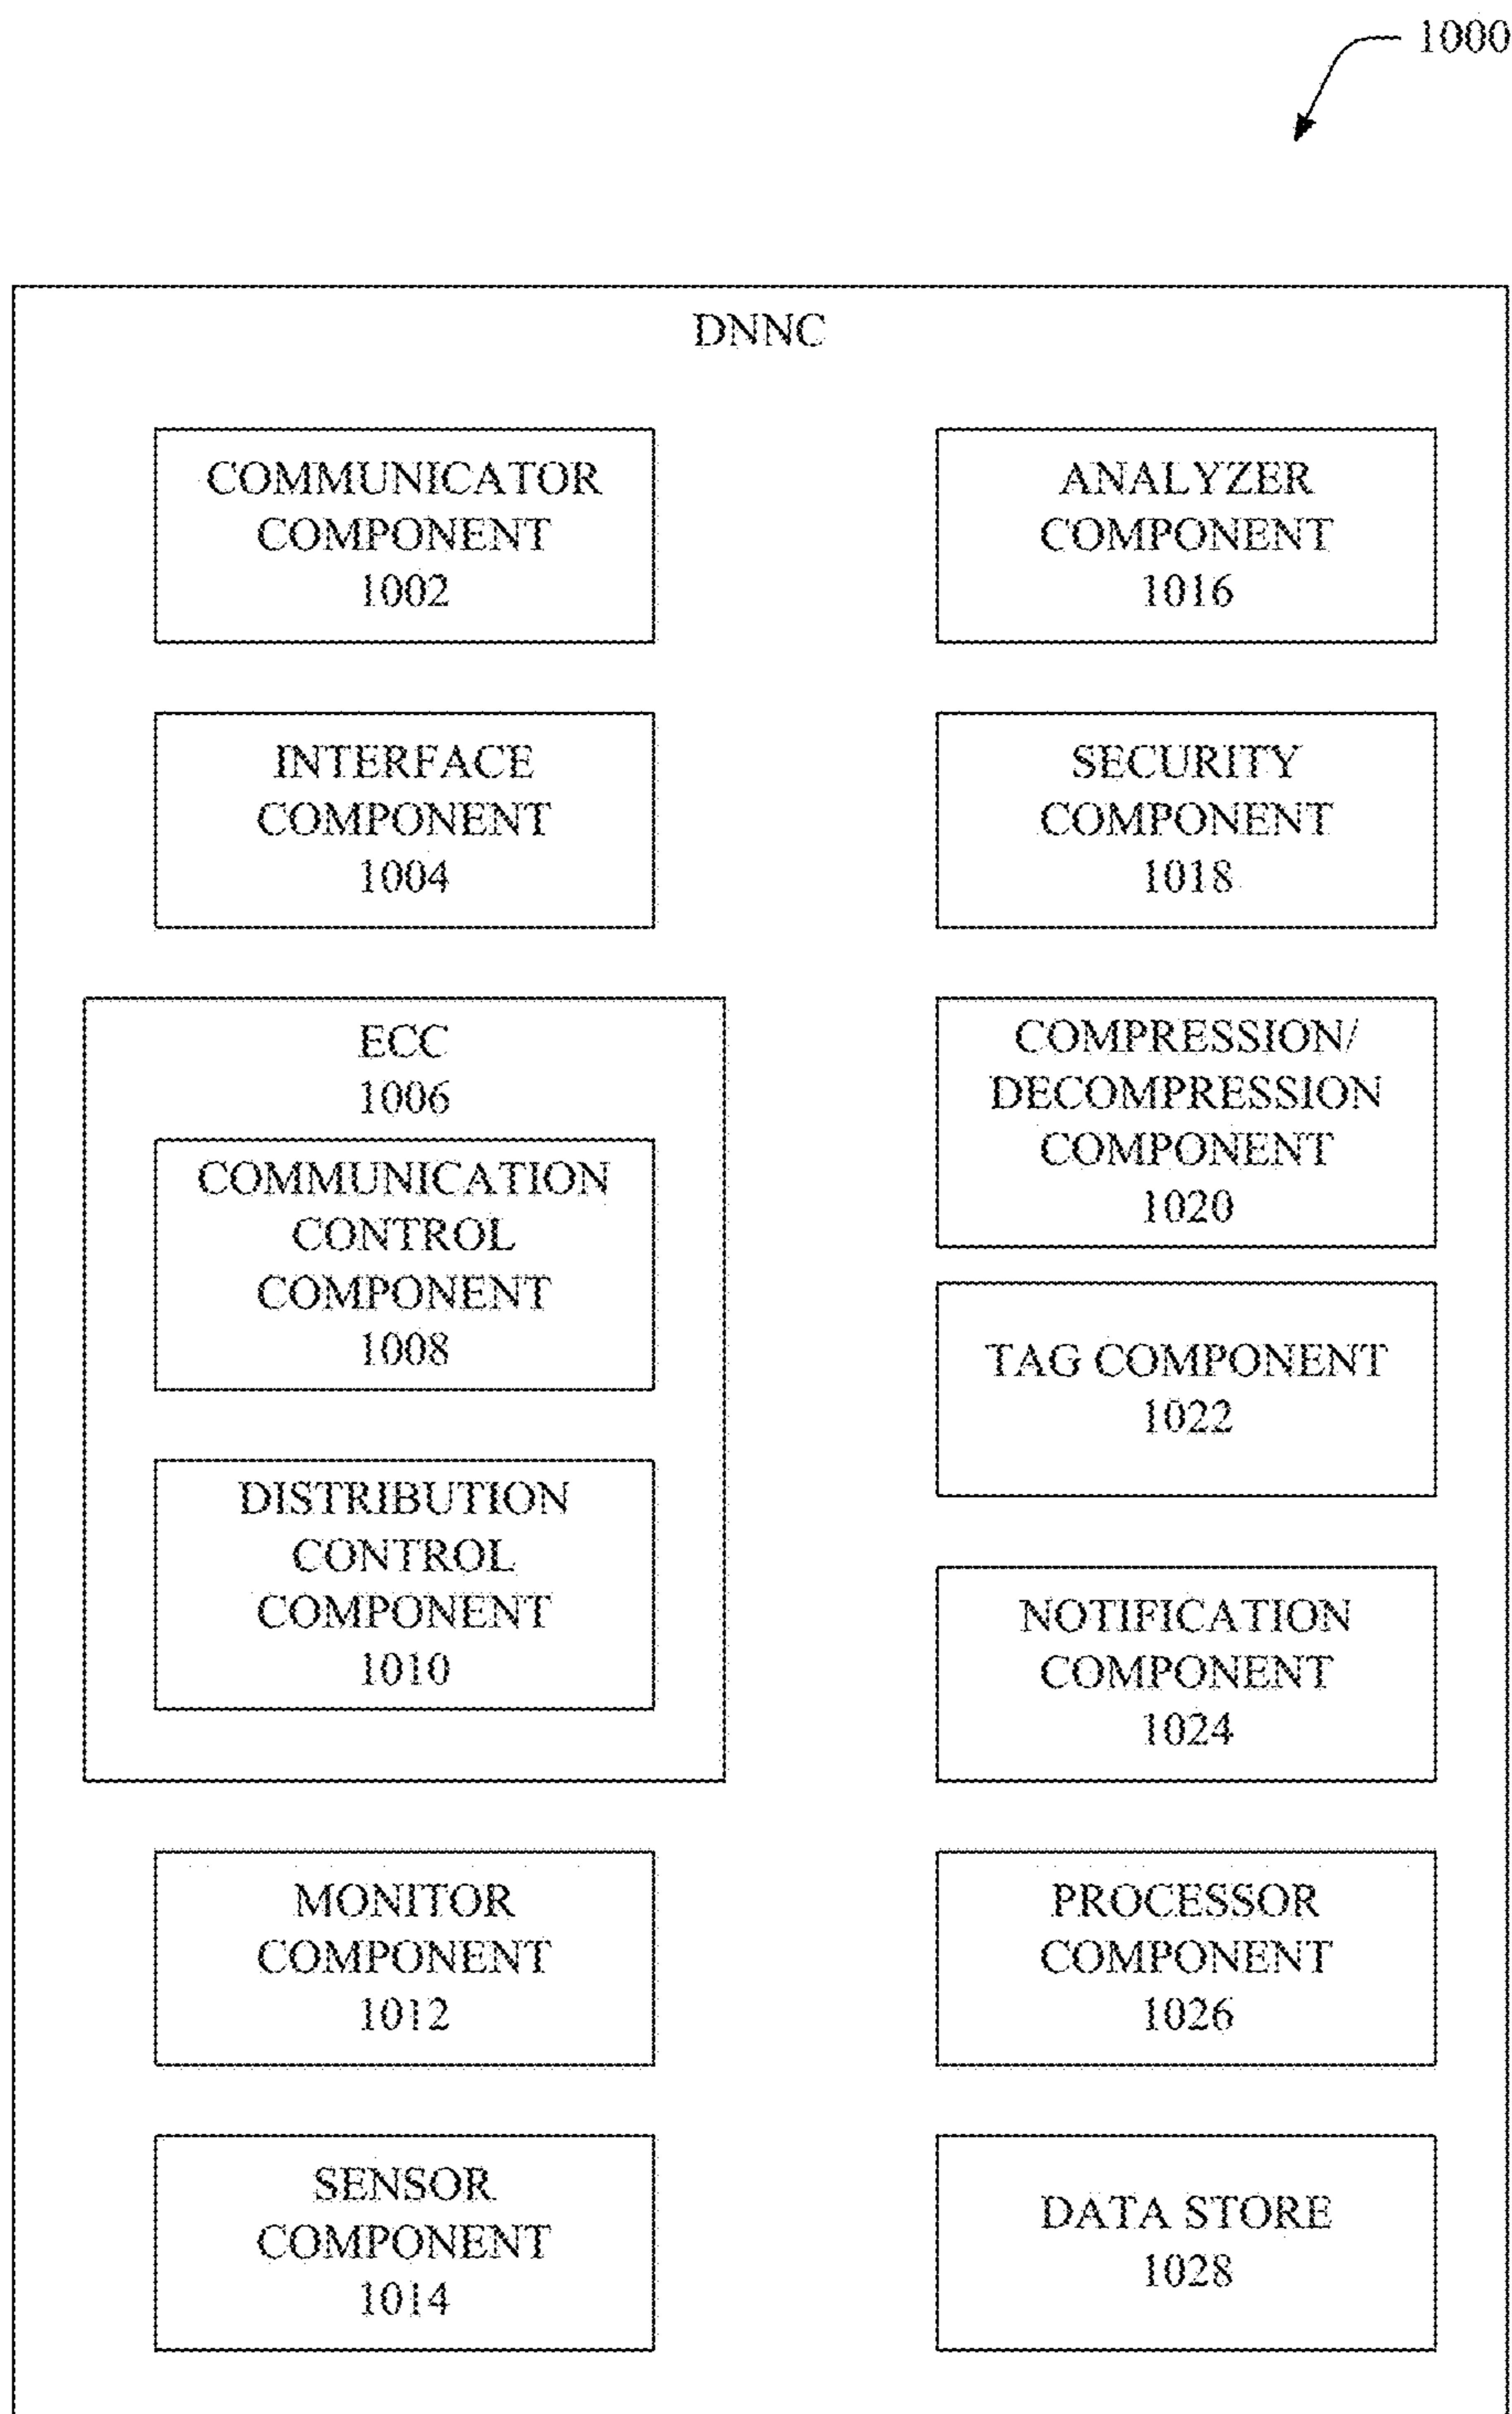 1000
DNNC
COMMUNICATOR
COMPONENT
1002
INTERFACE
COMPONENT
1004
ECC
1006
COMMUNICATION
CONTROL
COMPONENT
1008
DISTRIBUTION
CONTROL
COMPONENT
1010
MONITOR
COMPONENT
1012
SENSOR
COMPONENT
1014
ANALYZER
COMPONENT
1016
SECURITY
COMPONENT
1018
COMPRESSION/
DECOMPRESSION
COMPONENT
1020
TAG COMPONENT
1022
NOTIFICATION
COMPONENT
1024
PROCESSOR
COMPONENT
1026
DATA STORE
1028